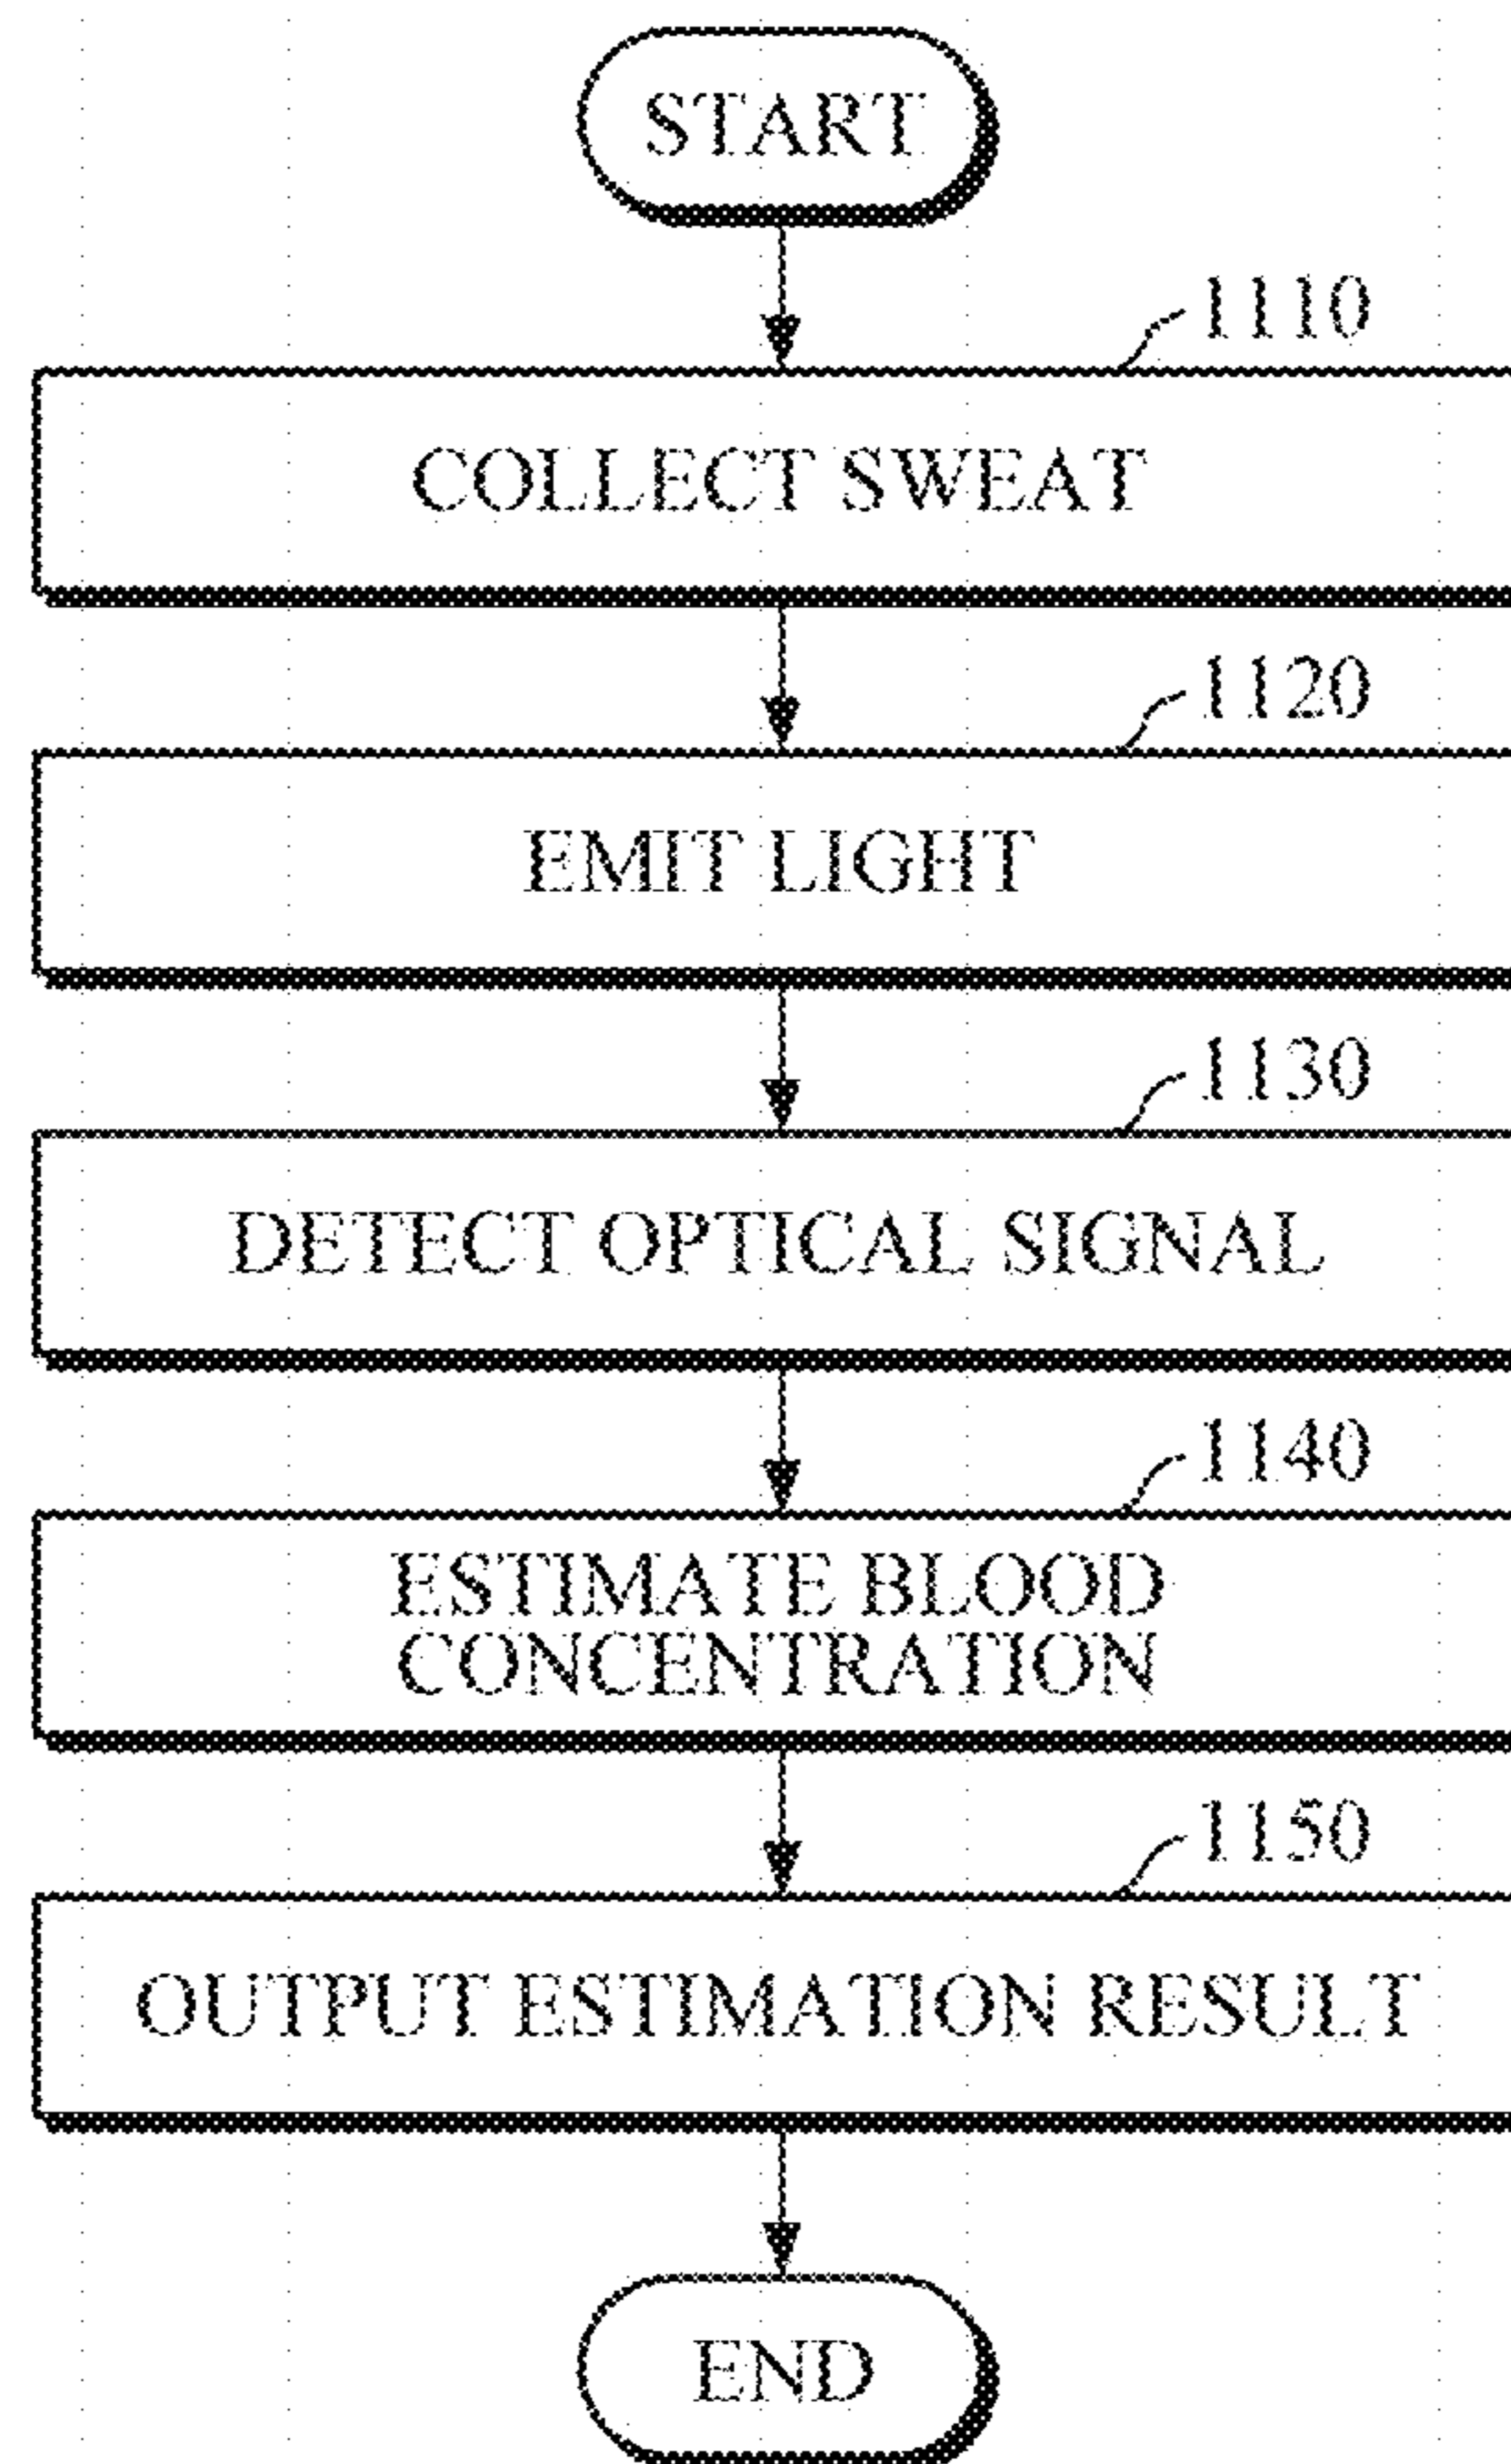 START
1110
COLLECT SWEAT
1120
EMIT LIGHT
1130
DETECT OPTICAL SIGNAL
1140
ESTIMATE BLOOD
CONCENTRATION
1150
OUTPUT ESTIMATION RESULT
END